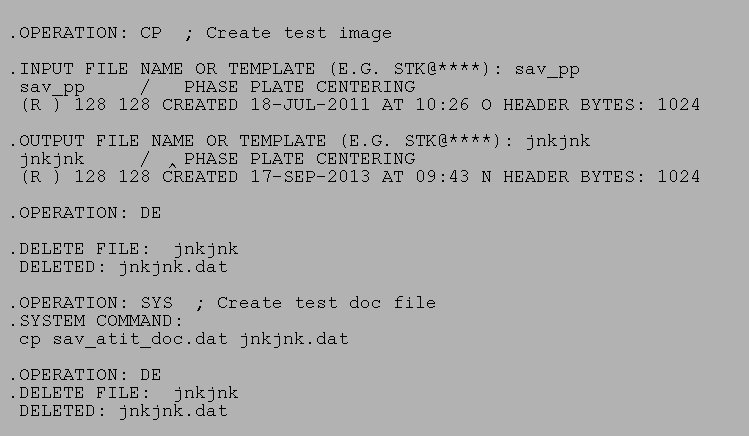 .OPERATION: CP  ; Create test image
.INPUT FILE NAME OR TEMPLATE (E.G. STK@****): sav_pp
 sav_pp     /   PHASE PLATE CENTERING
 (R ) 128 128 CREATED 18-JUL-2011 AT 10:26 O HEADER BYTES: 1024
.OUTPUT FILE NAME OR TEMPLATE (E.G. STK@****): jnkjnk
 jnkjnk     / ^ PHASE PLATE CENTERING
 (R ) 128 128 CREATED 17-SEP-2013 AT 09:43 N HEADER BYTES: 1024
.OPERATION: DE
.DELETE FILE:  jnkjnk
 DELETED: jnkjnk.dat
.OPERATION: SYS  ; Create test doc file
.SYSTEM COMMAND:
 cp sav_atit_doc.dat jnkjnk.dat
.OPERATION: DE
.DELETE FILE:  jnkjnk
 DELETED: jnkjnk.dat